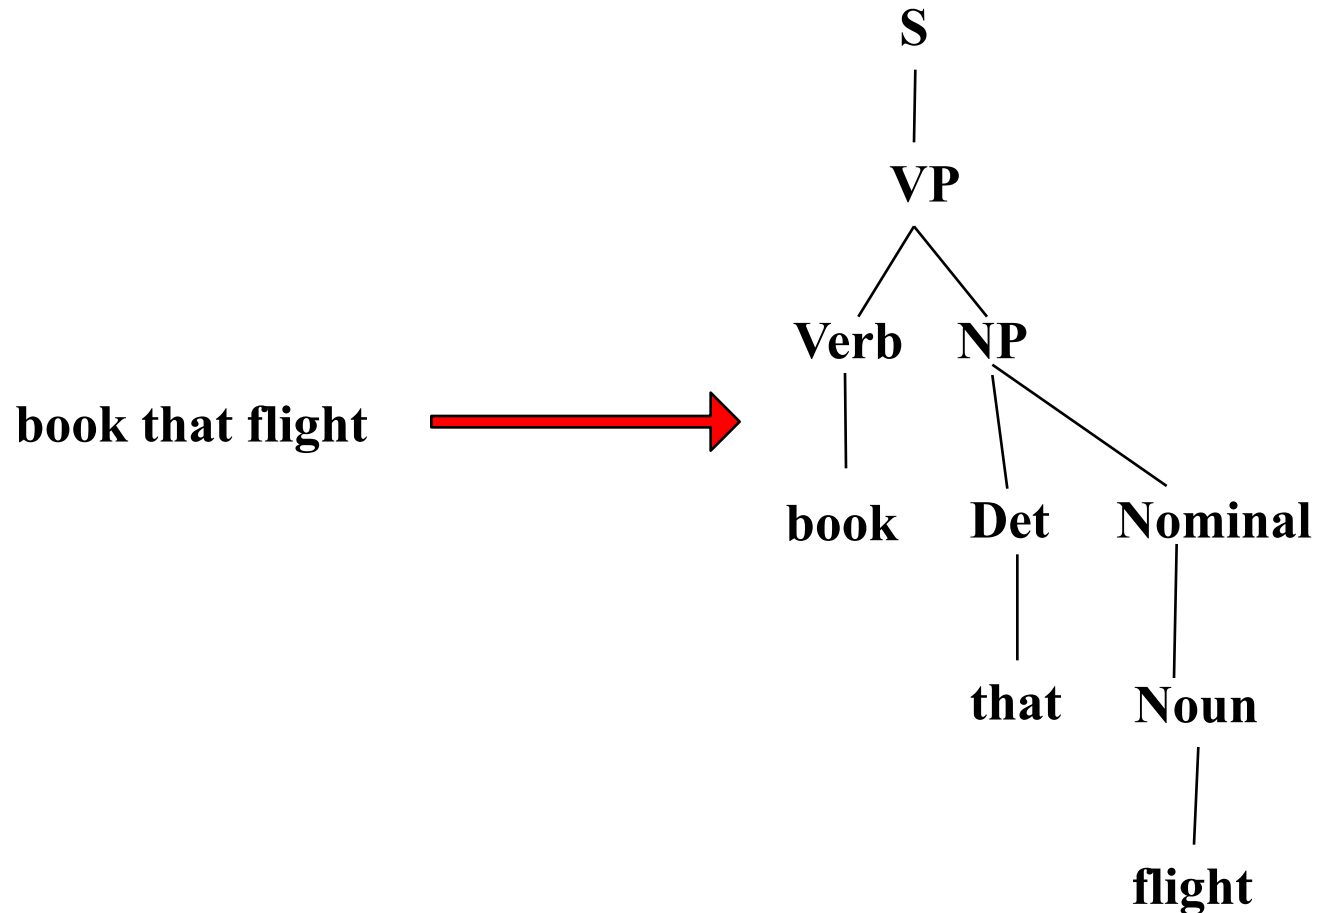 S
VP
Verb NP
book that flight
book Det Nominal
that Noun
flight